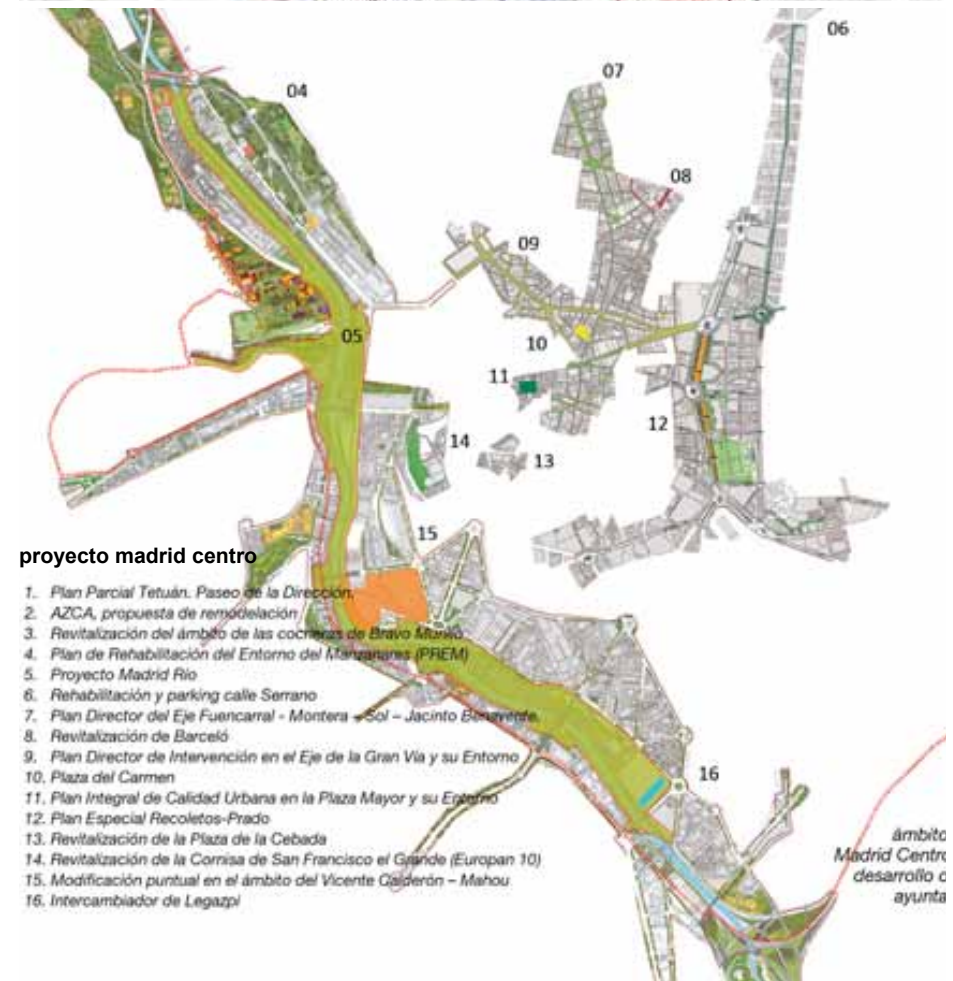 06
07
04
08
09
05
10
11
12
14
13
15
proyecto madrid centro
1. Plan Parcial Tetuán. Paseo de la Dirección.
2. AZCA, propuesta de remodelación
3. Revitalización del ámbito de las cocheras de Bravo Murillo
4. Plan de Rehabilitación del Entorno del Manzanares (PREM)
5. Proyecto Madrid Río
6. Rehabilitación y parking calle Serrano
7. Plan Director del Eje Fuencarral - Montera - Sol – Jacinto Benavente.
8. Revitalización de Barceló
9. Plan Director de Intervención en el Eje de la Gran Vía y su Entorno
10. Plaza del Carmen
11. Plan Integral de Calidad Urbana en la Plaza Mayor y su Entorno
12. Plan Especial Recoletos-Prado
13. Revitalización de la Plaza de la Cebada
14. Revitalización de la Cornisa de San Francisco el Grande (Europan 10)
15. Modificación puntual en el ámbito del Vicente Calderón – Mahou
16. Intercambiador de Legazpi
16
ámbito
Madrid Centro
desarrollo
ayunta